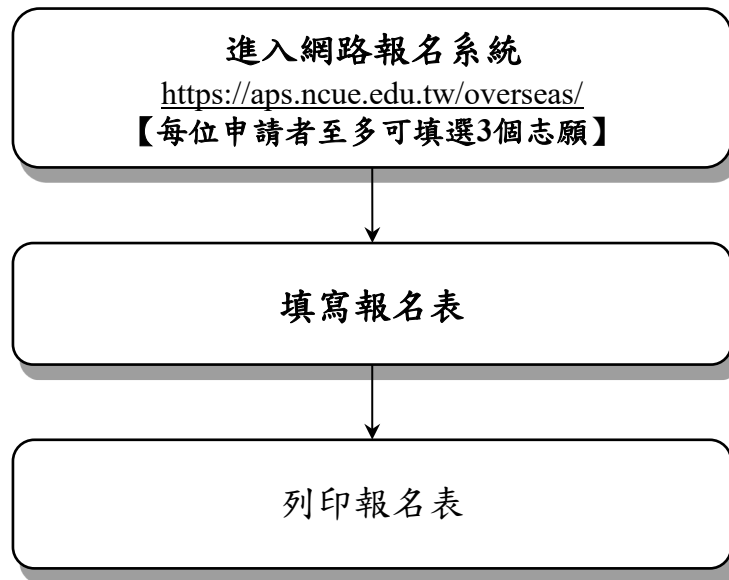 進入網路報名系統
https://aps.ncue.edu.tw/overseas/
【每位申請者至多可填選3個志願】
填寫報名表
列印報名表